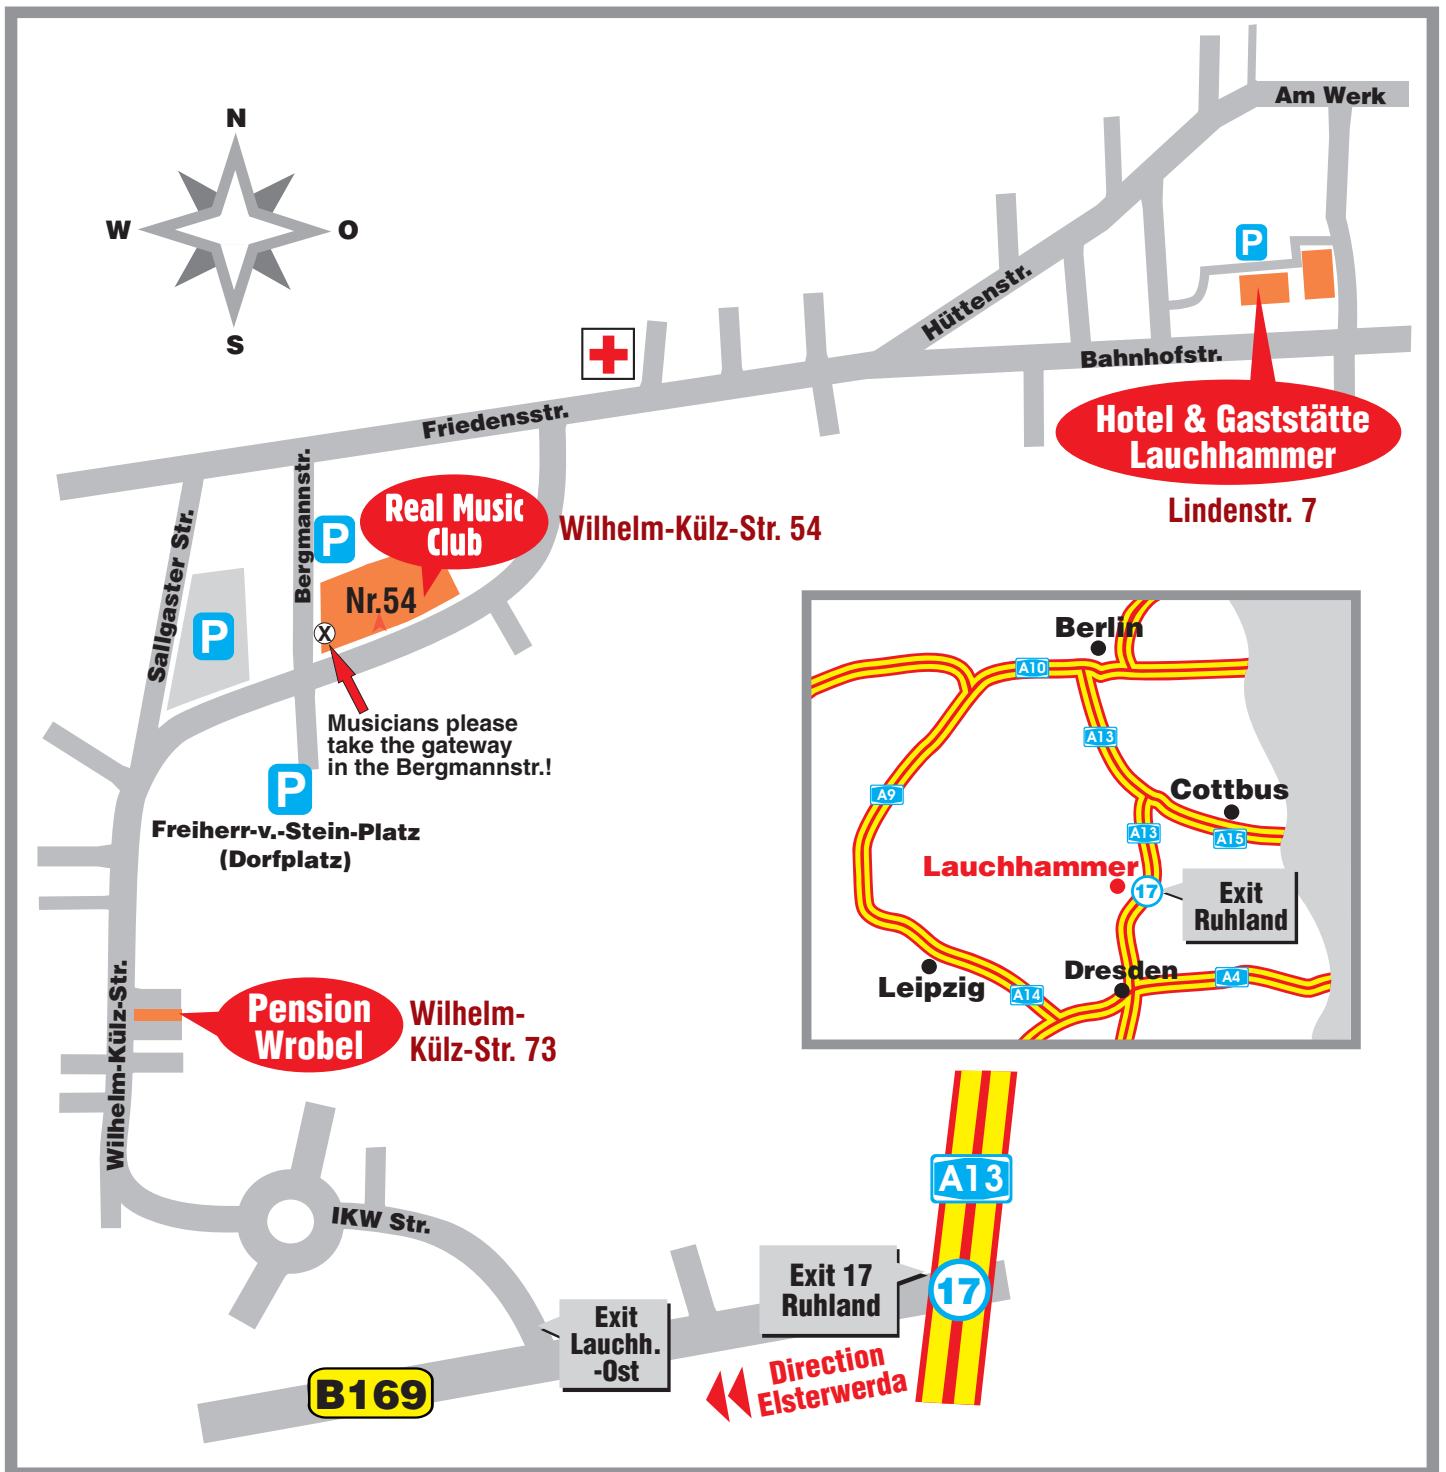 N
W
O
S
Am Werk
P
Hüttenstr.
Bahnhofstr.
Hotel & Gaststätte
Lauchhammer
Lindenstr. 7
Friedensstr.
Bergmannstr.
Sallgaster Str.
P
Real Music
Club
Wilhelm-Külz-Str. 54
Nr.54
X
P
Musicians please
take the gateway
in the Bergmannstr.!
P
Freiherr-v.-Stein-Platz
(Dorfplatz)
Berlin
A10
A13
A9
Cottbus
A13
A15
Lauchhammer
17
Exit
Ruhland
Dresden
A4
Leipzig
A14
Wilhelm-Külz-Str.
Pension
Wrobel
Wilhelm-
Külz-Str. 73
IKW Str.
A13
Exit 17
Ruhland
17
Exit
Lauchh.
-Ost
Direction
Elsterwerda
B169